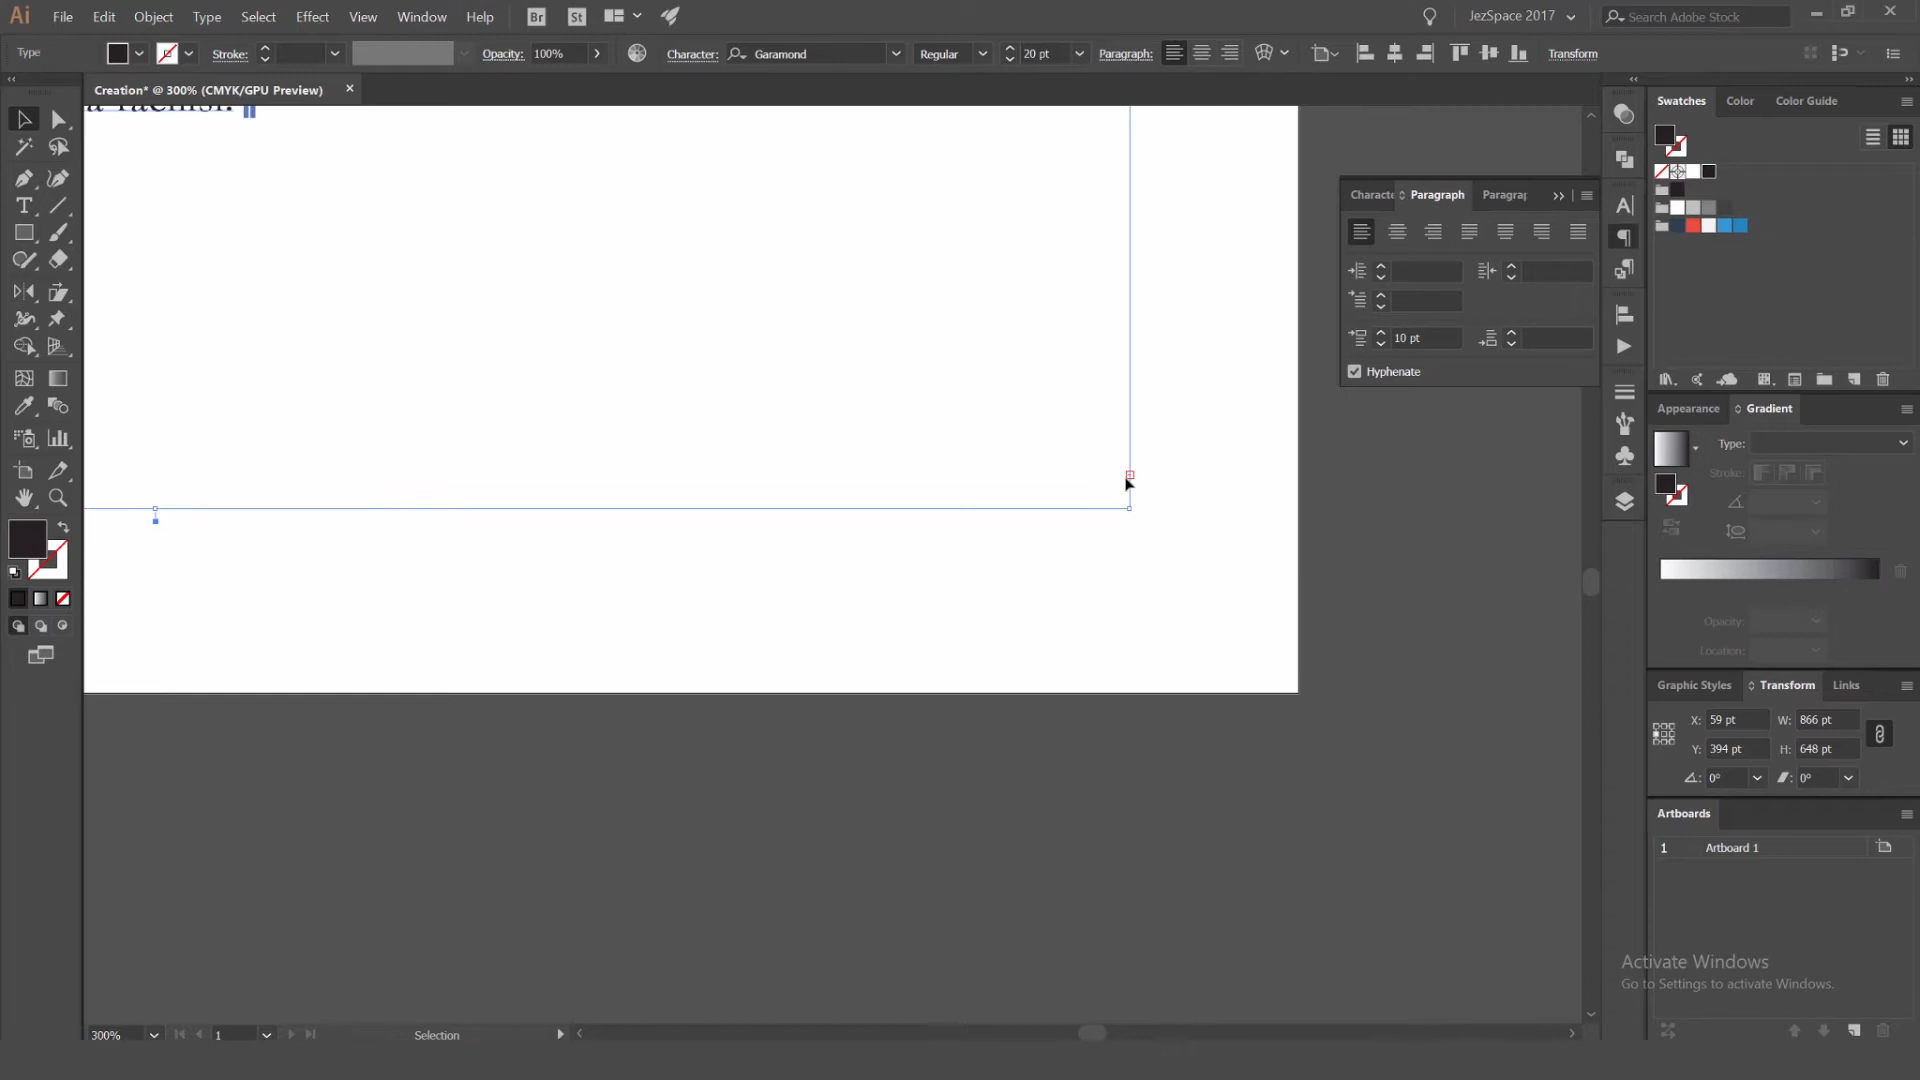 Ai File Edit Object Type Select Effect View Window Help Br St JezSpace 2017 Search Adobe Stock
Type Stroke: Opacity: 100% Character: Garamond Regular 20 pt Paragraph: Transform
Creation* @ 300% (CMYK/GPU Preview)
Swatches Color Color Guide
Characte Paragraph Paragrap
10 pt
Hyphenate
Appearance Gradient
Type:
Stroke:
Opacity:
Location:
Graphic Styles Transform Links
X: 59 pt W: 866 pt
Y: 394 pt H: 648 pt
0° 0°
Artboards
1 Artboard 1
Activate Windows
Go to Settings to activate Windows.
300% 1 Selection